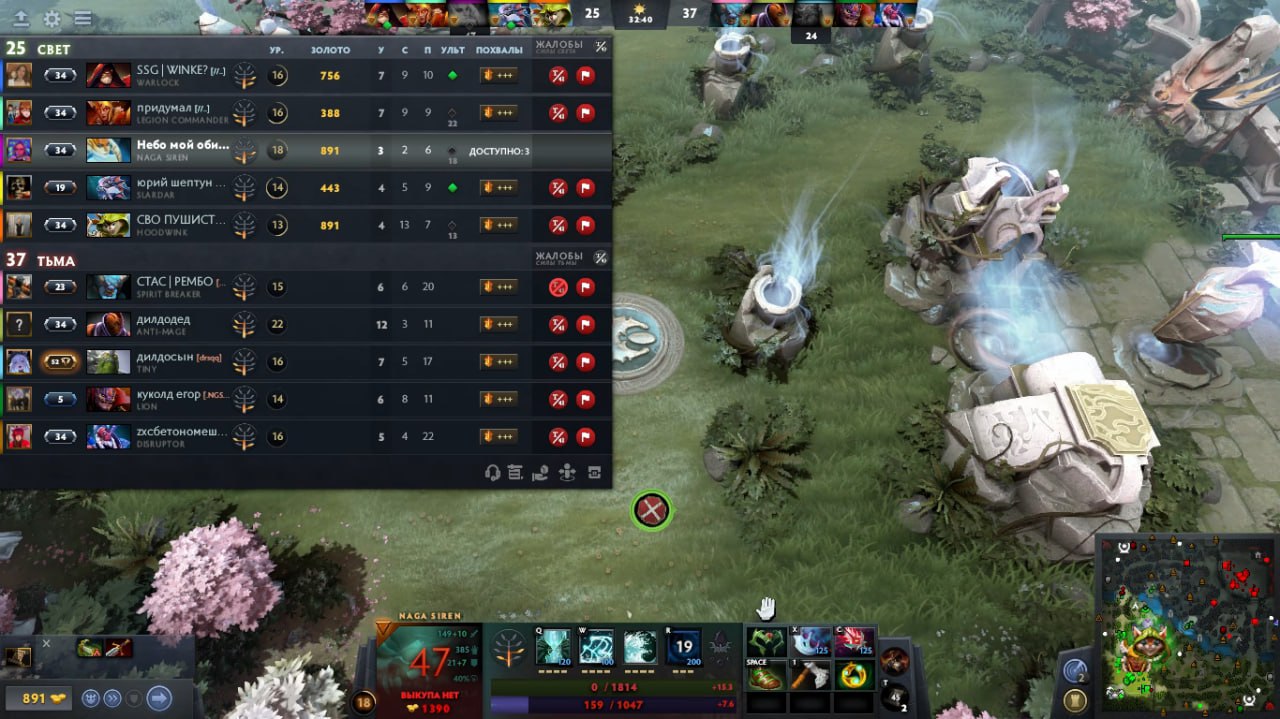 25 32:40 37
24
25 СВЕТ УР. ЗОЛОТО У С П УЛЬТ ПОХВАЛЫ ЖАЛОБЫ
34 SSG | WINKE? [//.] 16 756 7 9 10 +++
WARLOCK
34 придумал [//.] 16 388 7 9 9 22 +++
LEGION COMMANDER
34 Небо мой оби... 18 891 3 2 6 18 ДОСТУПНО: 3
NAGA SIREN
19 юрий шептун ... 14 443 4 5 9 +++
SLARDAR
34 СВО ПУШИСТ... 13 891 4 13 7 13 +++
HOODWINK
37 ТЬМА ЖАЛОБЫ
СИЛЫ ТЬМЫ
23 СТАС | РЕМБО [... 15 6 6 20 +++
SPIRIT BREAKER
? 34 дилдодед 22 12 3 11 +++
ANTI-MAGE
52 дилдосын [drsqq] 16 7 5 17 +++
TINY
5 куколд егор [.NGS... 14 6 8 11 +++
LION
34 zxcбетономеш... 16 5 4 22 +++
DISRUPTOR
NAGA SIREN
149+10
385
21+7
40%
47
ВЫКУПА НЕТ
1390
18
Q 120 W 100 R 19 200
0 / 1814 +15.3
159 / 1047 +7.6
X 125 C 125
SPACE 1
T 45 2
891
2